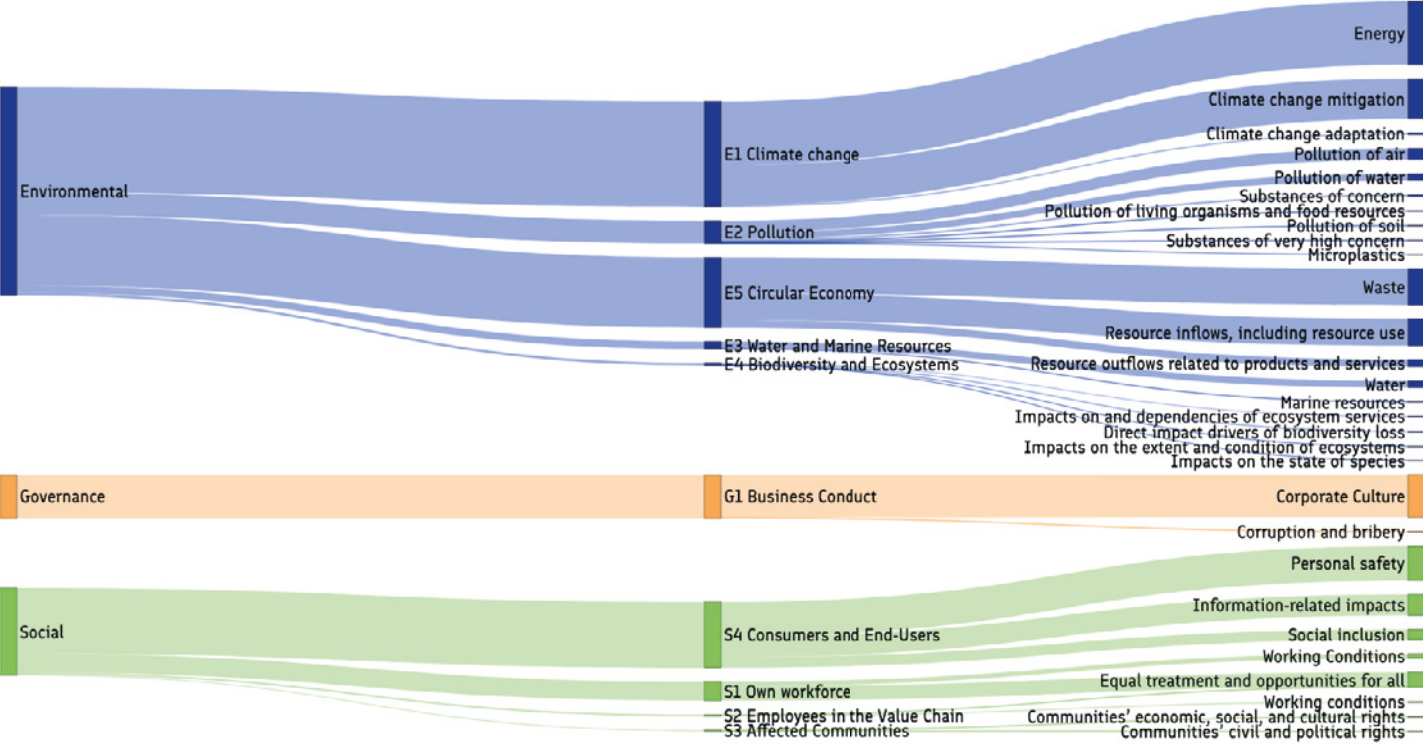 Environmental
Governance
Social
E1 Climate change
E2 Pollution
E5 Circular Economy
E3 Water and Marine Resources
E4 Biodiversity and Ecosystems
G1 Business Conduct
S4 Consumers and End-Users
S1 Own workforce
S2 Employees in the Value Chain
S3 Affected Communities
Energy
Climate change mitigation
Climate change adaptation
Pollution of air
Pollution of water
Substances of concern
Pollution of living organisms and food resources
Pollution of soil
Substances of very high concern
Microplastics
Waste
Resource inflows, including resource use
Resource outflows related to products and services
Water
Marine resources
Impacts on and dependencies of ecosystem services
Direct impact drivers of biodiversity loss
Impacts on the extent and condition of ecosystems
Impacts on the state of species
Corporate Culture
Corruption and bribery
Personal safety
Information-related impacts
Social inclusion
Working Conditions
Equal treatment and opportunities for all
Working conditions
Communities’ economic, social, and cultural rights
Communities’ civil and political rights